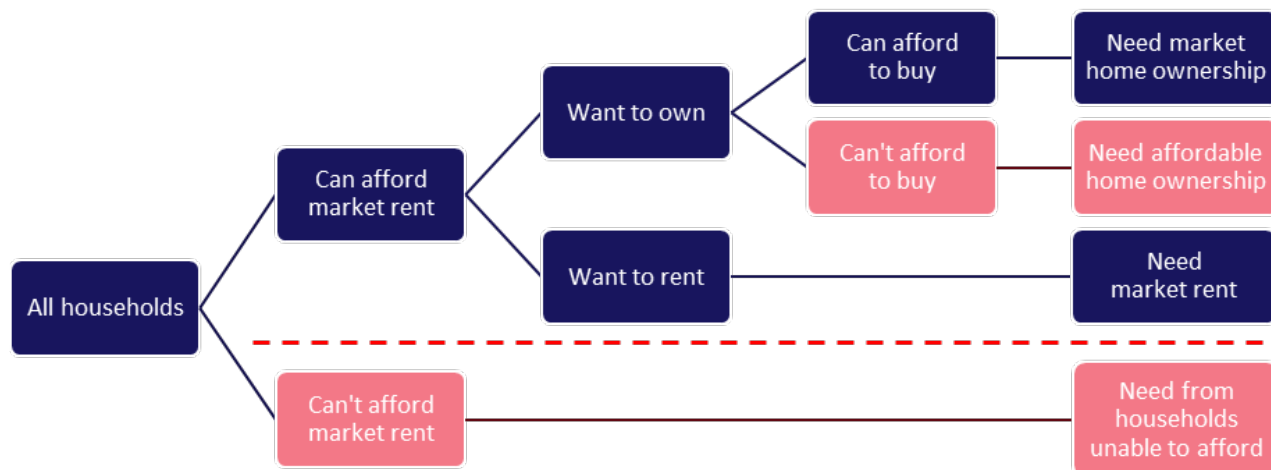 Can afford
to buy
Need market
home ownership
Want to own
Can't afford
to buy
Need affordable
home ownership
Can afford
market rent
Want to rent
Need
market rent
All households
Can't afford
market rent
Need from
households
unable to afford